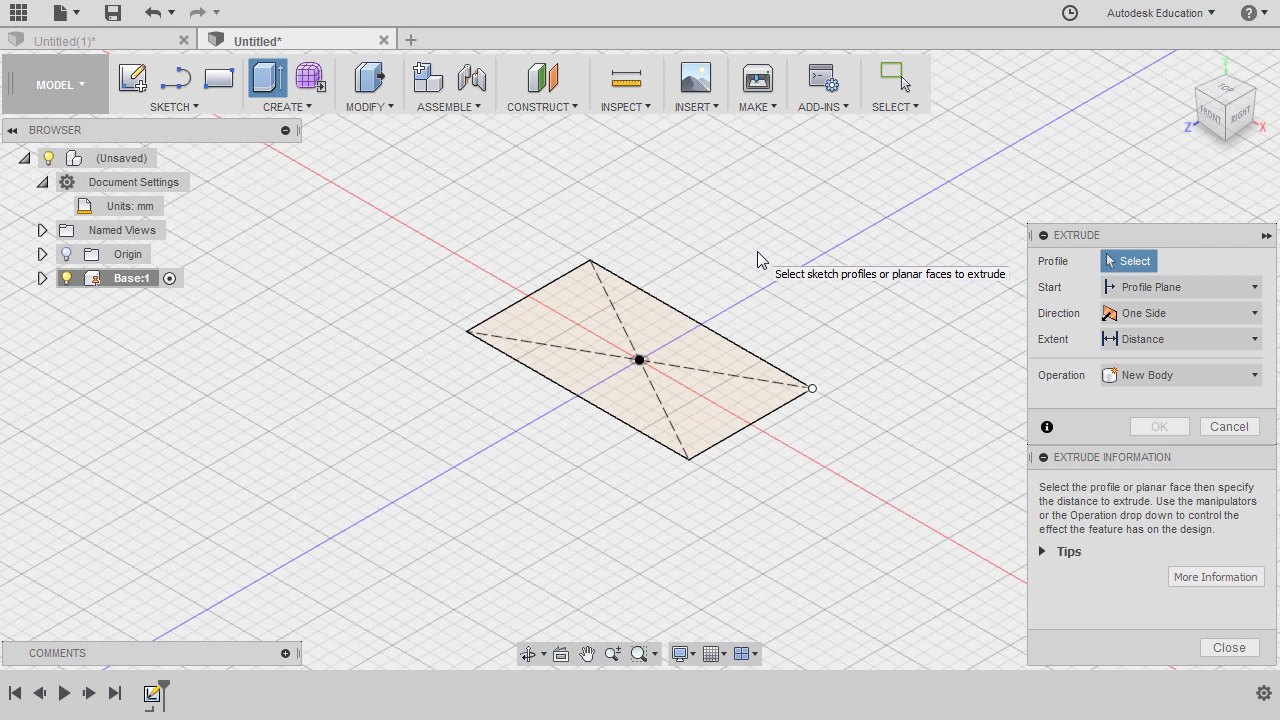 Autodesk Education
Untitled(1)*
Untitled*
MODEL
SKETCH
CREATE
MODIFY
ASSEMBLE
CONSTRUCT
INSPECT
INSERT
MAKE
ADD-INS
SELECT
TOP
FRONT
RIGHT
Y
Z
X
BROWSER
(Unsaved)
Document Settings
Units: mm
Named Views
Origin
Base:1
Select sketch profiles or planar faces to extrude
EXTRUDE
Profile Select
Start Profile Plane
Direction One Side
Extent Distance
Operation New Body
OK Cancel
EXTRUDE INFORMATION
Select the profile or planar face then specify
the distance to extrude. Use the manipulators
or the Operation drop down to control the
effect the feature has on the design.
Tips
More Information
Close
COMMENTS